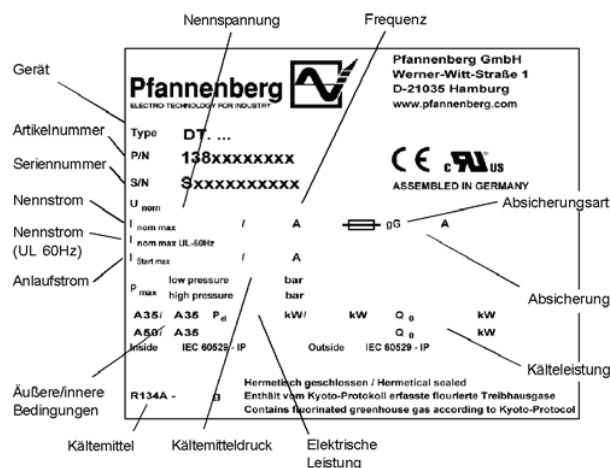 Nennspannung
Frequenz
Gerät
Artikelnummer
Seriennummer
Nennstrom
Nennstrom
(UL 60Hz)
Anlaufstrom
Äußere/innere
Bedingungen
Kältemittel
Kältemitteldruck
Elektrische
Leistung
Absicherungsart
Absicherung
Kälteleistung
Pfannenberg
ELECTRO-TECHNOLOGY FOR INDUSTRY
Pfannenberg GmbH
Werner-Witt-Straße 1
D-21035 Hamburg
www.pfannenberg.com
Type DT. ...
P/N 138xxxxxxxx
S/N Sxxxxxxxxxx
CE c RU US
ASSEMBLED IN GERMANY
U nom
I nom max / A gG A
I nom max UL-60Hz
I Start max / A
P max low pressure bar
high pressure bar
A35/ A35 P el kW/ kW Q 0 kW
A50/ A35 Q 0 kW
Inside IEC 60529 - IP Outside IEC 60529 - IP
R134A - g
Hermetisch geschlossen / Hermetical sealed
Enthält vom Kyoto-Protokoll erfasste flourierte Treibhausgase
Contains fluorinated greenhouse gas according to Kyoto-Protocol